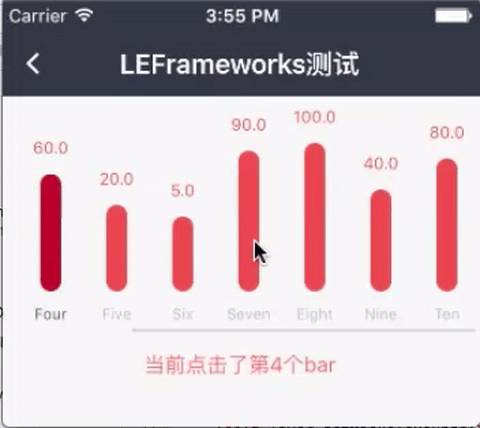 Carrier 3:55 PM
LEFrameworks测试
60.0 20.0 5.0 90.0 100.0 40.0 80.0
Four Five Six Seven Eight Nine Ten
当前点击了第4个bar